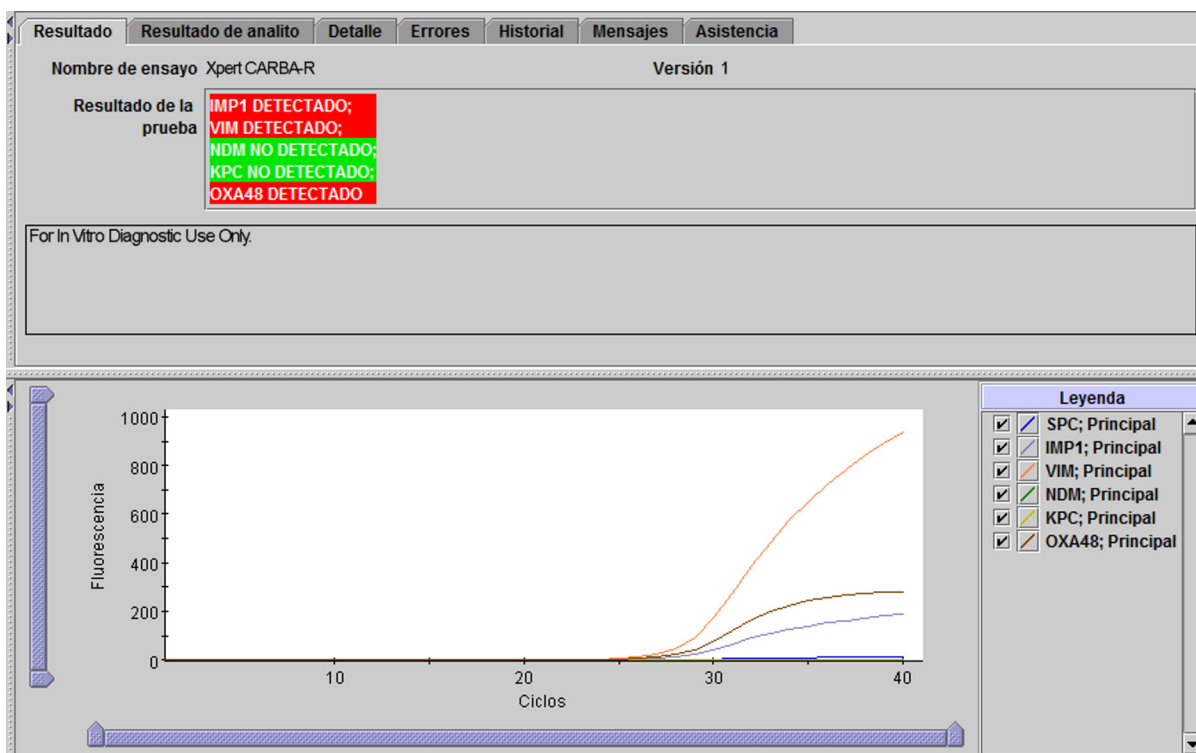 Resultado Resultado de analito Detalle Errores Historial Mensajes Asistencia
Nombre de ensayo Xpert CARBA-R Versión 1
Resultado de la prueba
IMP1 DETECTADO;
VIM DETECTADO;
NDM NO DETECTADO;
KPC NO DETECTADO;
OXA48 DETECTADO
For In Vitro Diagnostic Use Only.
Leyenda
SPC; Principal
IMP1; Principal
VIM; Principal
NDM; Principal
KPC; Principal
OXA48; Principal
Fluorescencia
1000
800
600
400
200
0
10 20 30 40
Ciclos